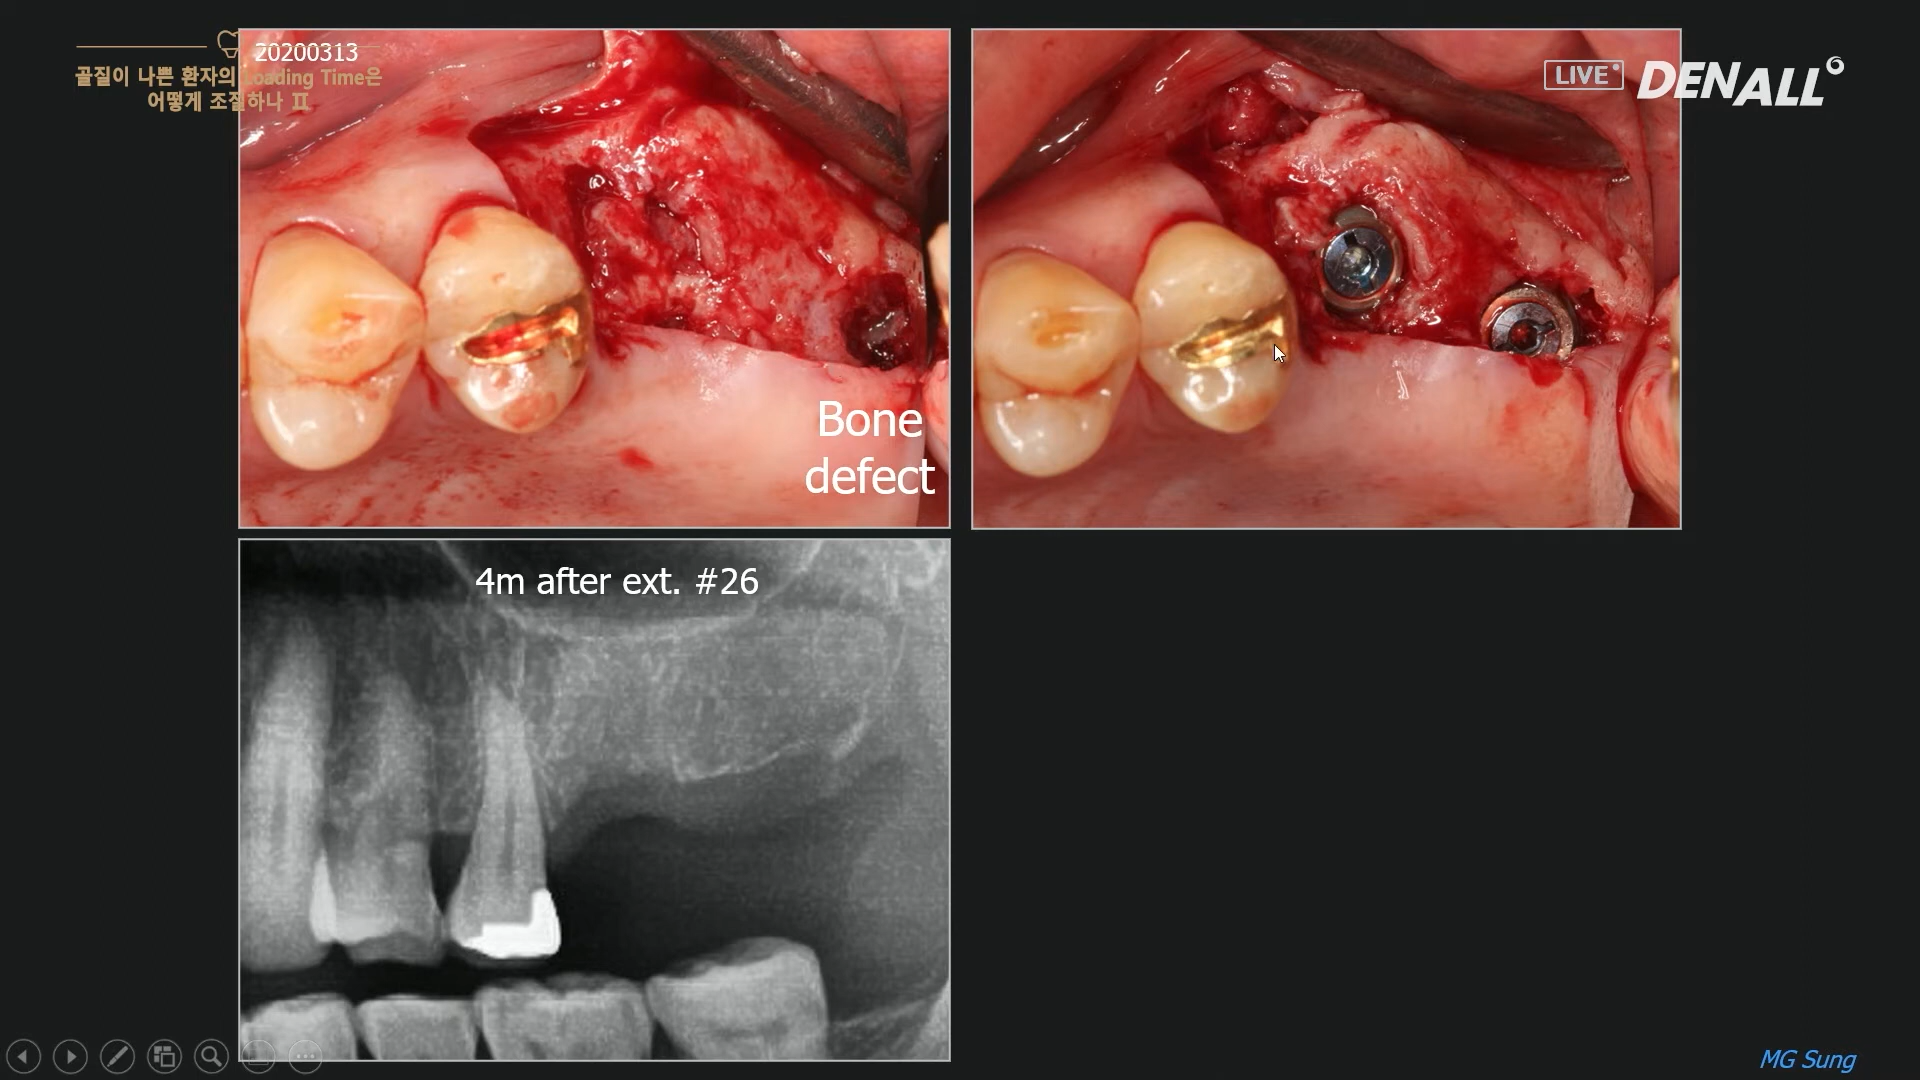 20200313
골질이 나쁜 환자의 Loading Time은
어떻게 조절하나 Ⅱ
LIVE
DENALL
Bone
defect
4m after ext. #26
MG Sung